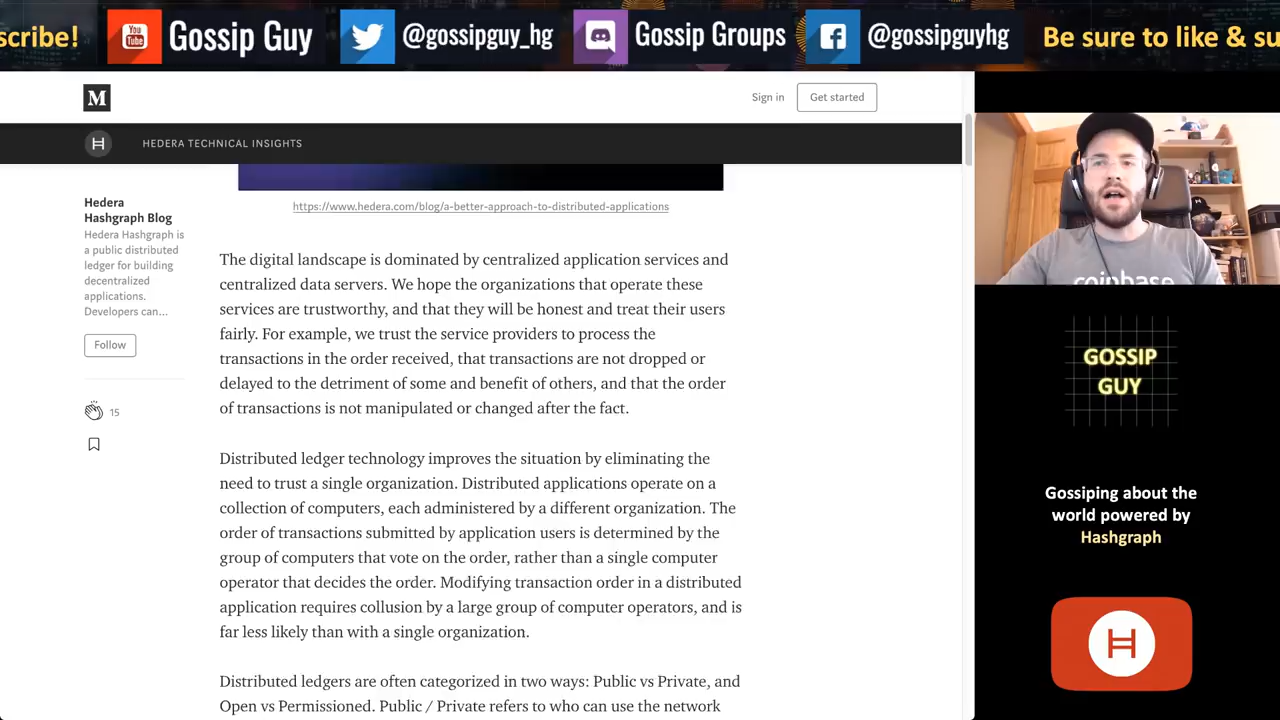 scribe!
You
Tube
Gossip Guy
@gossipguy_hg
Gossip Groups
@gossipguyhg
Be sure to like & su
M
Sign in
Get started
HEDERA TECHNICAL INSIGHTS
Hedera
Hashgraph Blog
Hedera Hashgraph is
a public distributed
ledger for building
decentralized
applications.
Developers can...
Follow
15
https://www.hedera.com/blog/a-better-approach-to-distributed-applications
The digital landscape is dominated by centralized application services and
centralized data servers. We hope the organizations that operate these
services are trustworthy, and that they will be honest and treat their users
fairly. For example, we trust the service providers to process the
transactions in the order received, that transactions are not dropped or
delayed to the detriment of some and benefit of others, and that the order
of transactions is not manipulated or changed after the fact.
Distributed ledger technology improves the situation by eliminating the
need to trust a single organization. Distributed applications operate on a
collection of computers, each administered by a different organization. The
order of transactions submitted by application users is determined by the
group of computers that vote on the order, rather than a single computer
operator that decides the order. Modifying transaction order in a distributed
application requires collusion by a large group of computer operators, and is
far less likely than with a single organization.
Distributed ledgers are often categorized in two ways: Public vs Private, and
Open vs Permissioned. Public / Private refers to who can use the network
coinbase
GOSSIP
GUY
Gossiping about the
world powered by
Hashgraph